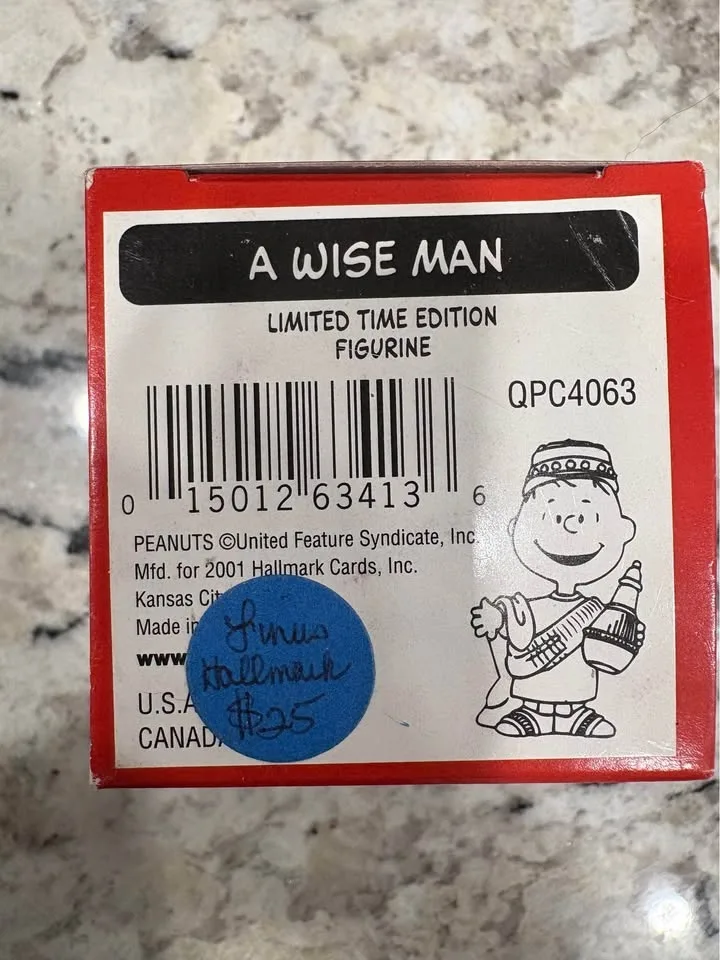 A WISE MAN
LIMITED TIME EDITION
FIGURINE
QPC4063
0 15012 63413 6
PEANUTS ©United Feature Syndicate, Inc.
Mfd. for 2001 Hallmark Cards, Inc.
Kansas Cit
Made in
www
U.S.A
CANADA
Linus
Hallmark
$25